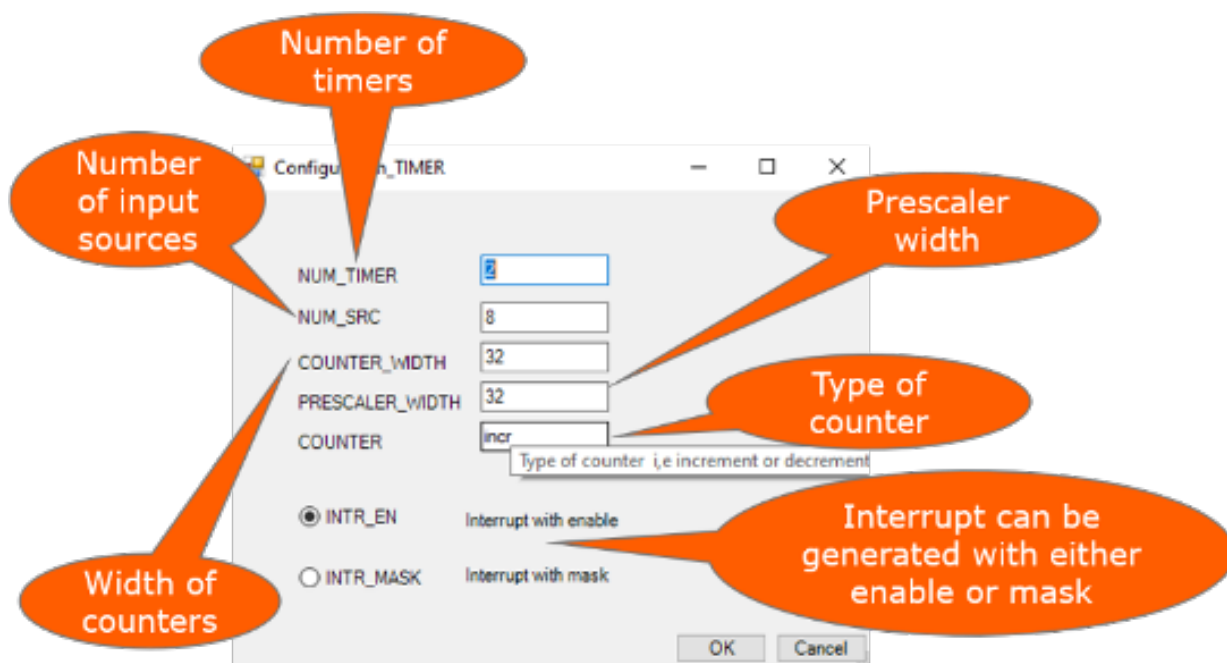 Number of
timers
Number
of input
sources
Prescaler
width
NUM_TIMER
2
NUM_SRC
8
COUNTER_WIDTH
32
PRESCALER_WIDTH
32
COUNTER
incr
Type of counter i,e increment or decrement
Type of
counter
INTR_EN
Interrupt with enable
INTR_MASK
Interrupt with mask
Interrupt can be
generated with either
enable or mask
Width of
counters
OK
Cancel